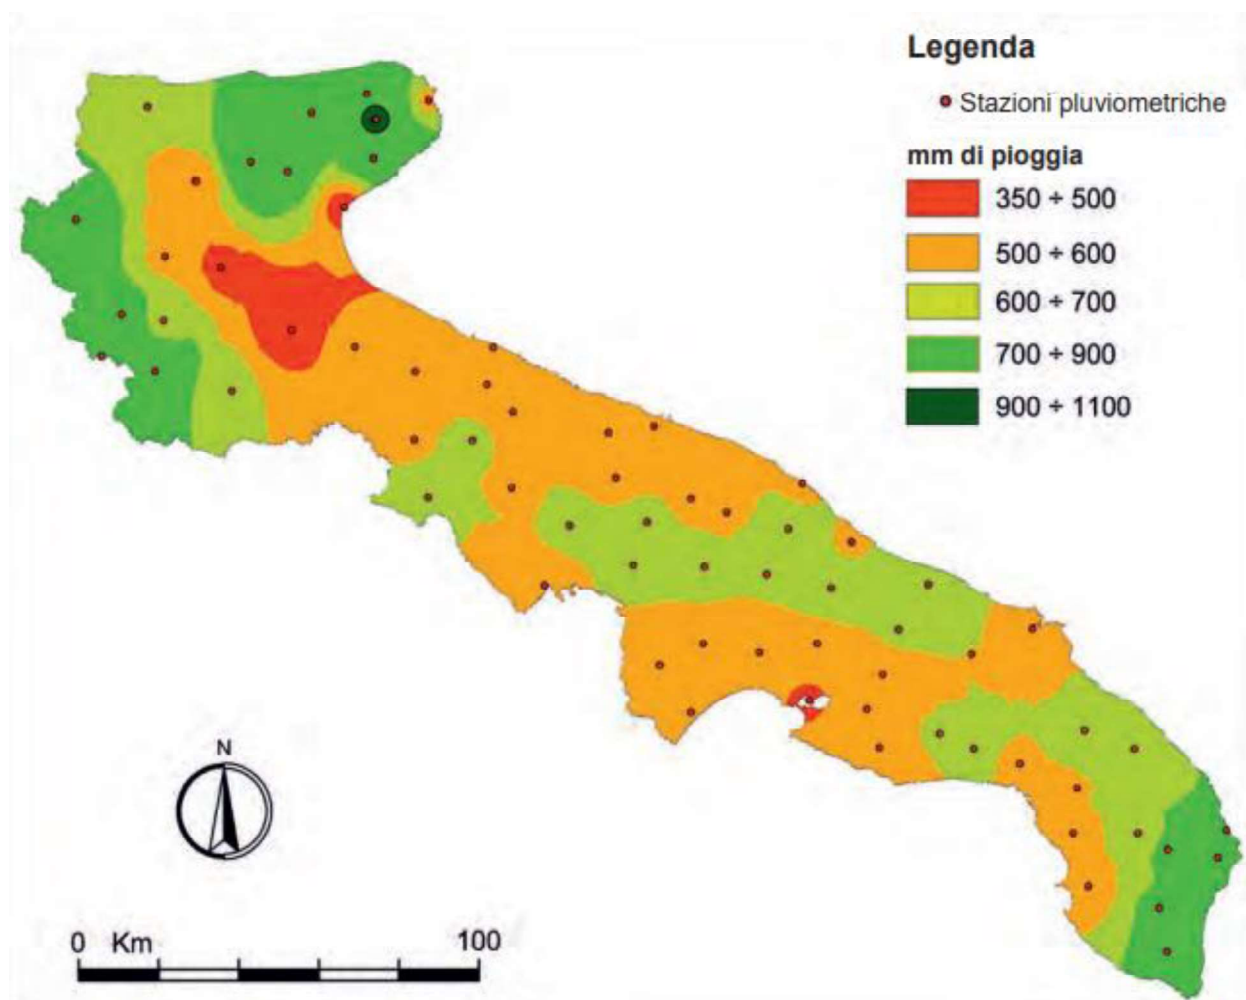 Legenda
Stazioni pluviometriche
mm di pioggia
350 ÷ 500
500 ÷ 600
600 ÷ 700
700 ÷ 900
900 ÷ 1100
N
0 Km 100